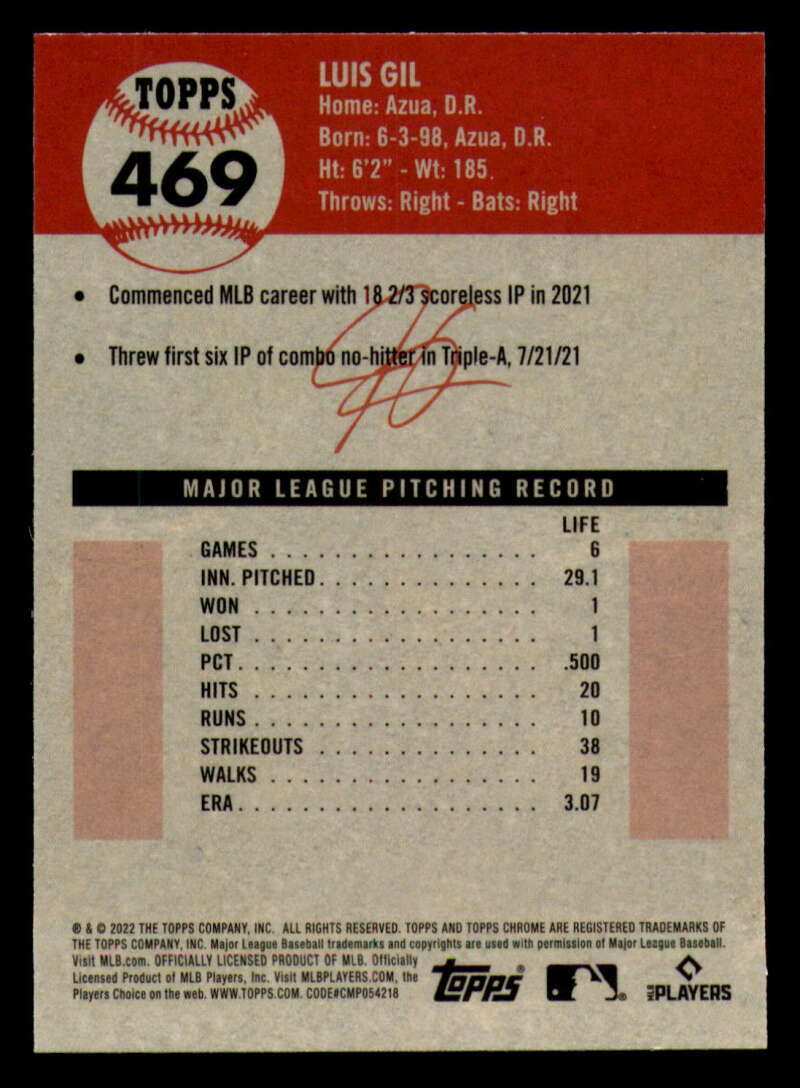 TOPPS
469
LUIS GIL
Home: Azua, D.R.
Born: 6-3-98, Azua, D.R.
Ht: 6'2" - Wt: 185.
Throws: Right - Bats: Right
• Commenced MLB career with 18 2/3 scoreless IP in 2021
• Threw first six IP of combo no-hitter in Triple-A, 7/21/21
MAJOR LEAGUE PITCHING RECORD
LIFE
GAMES . . . . . . . . . . . . . . . . . 6
INN. PITCHED. . . . . . . . . . . . . . 29.1
WON . . . . . . . . . . . . . . . . . . 1
LOST . . . . . . . . . . . . . . . . . . 1
PCT. . . . . . . . . . . . . . . . . . . .500
HITS . . . . . . . . . . . . . . . . . . 20
RUNS . . . . . . . . . . . . . . . . . . 10
STRIKEOUTS . . . . . . . . . . . . . . 38
WALKS . . . . . . . . . . . . . . . . . 19
ERA. . . . . . . . . . . . . . . . . . . 3.07
® & © 2022 THE TOPPS COMPANY, INC. ALL RIGHTS RESERVED. TOPPS AND TOPPS CHROME ARE REGISTERED TRADEMARKS OF
THE TOPPS COMPANY, INC. Major League Baseball trademarks and copyrights are used with permission of Major League Baseball.
Visit MLB.com. OFFICIALLY LICENSED PRODUCT OF MLB. Officially
Licensed Product of MLB Players, Inc. Visit MLBPLAYERS.COM, the
Players Choice on the web. WWW.TOPPS.COM. CODE#CMP054218
Topps®
MLB PLAYERS